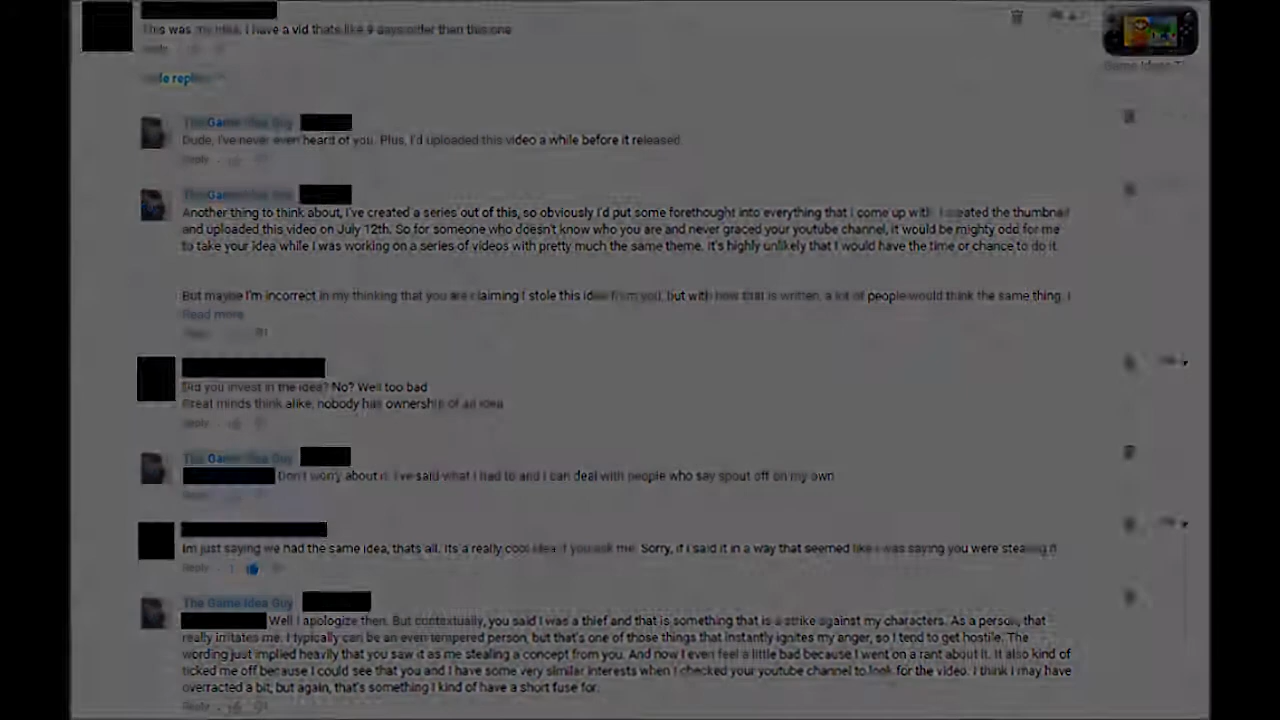 This was my idea, I have a vid thats like 9 days older than this one
Reply
Game Ideas T
le replies
The Game Idea Guy
Dude, I've never even heard of you. Plus, I'd uploaded this video a while before it released.
Reply
The Game Idea Guy
Another thing to think about, I've created a series out of this, so obviously I'd put some forethought into everything that I come up with. I created the thumbnail
and uploaded this video on July 12th. So for someone who doesn't know who you are and never graced your youtube channel, it would be mighty odd for me
to take your idea while I was working on a series of videos with pretty much the same theme. It's highly unlikely that I would have the time or chance to do it.
But maybe I'm incorrect in my thinking that you are claiming I stole this idea from you, but with how that is written, a lot of people would think the same thing. I
Read more
Reply
Did you invest in the idea? No? Well too bad
Great minds think alike, nobody has ownership of an idea
Reply
The Game Idea Guy
Don't worry about it. I've said what I had to and I can deal with people who say spout off on my own
Reply
Im just saying we had the same idea, thats all. Its a really cool idea if you ask me. Sorry, if I said it in a way that seemed like I was saying you were stealing it
Reply 1
The Game Idea Guy
Well I apologize then. But contextually, you said I was a thief and that is something that is a strike against my characters. As a person, that
really irritates me. I typically can be an even tempered person, but that's one of those things that instantly ignites my anger, so I tend to get hostile. The
wording just implied heavily that you saw it as me stealing a concept from you. And now I even feel a little bad because I went on a rant about it. It also kind of
ticked me off because I could see that you and I have some very similar interests when I checked your youtube channel to look for the video. I think I may have
overracted a bit, but again, that's something I kind of have a short fuse for.
Reply